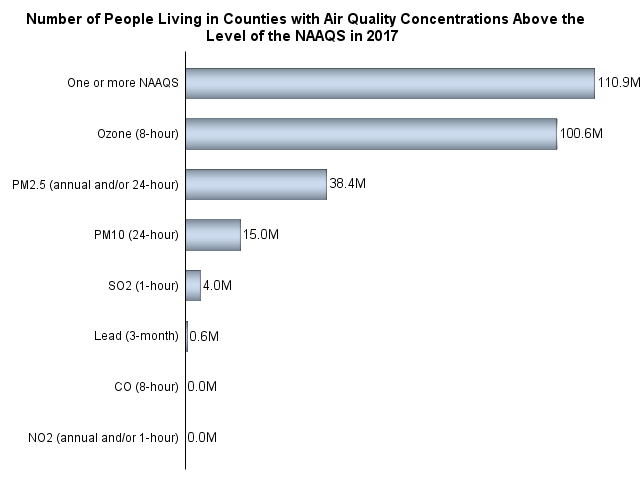 Number of People Living in Counties with Air Quality Concentrations Above the
Level of the NAAQS in 2017
One or more NAAQS 110.9M
Ozone (8-hour) 100.6M
PM2.5 (annual and/or 24-hour) 38.4M
PM10 (24-hour) 15.0M
SO2 (1-hour) 4.0M
Lead (3-month) 0.6M
CO (8-hour) 0.0M
NO2 (annual and/or 1-hour) 0.0M